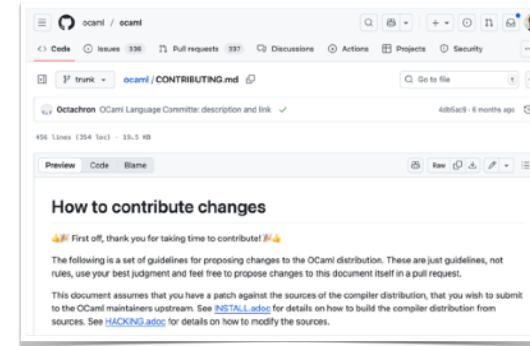 ocaml / ocaml
Code Issues 336 Pull requests 337 Discussions Actions Projects Security
trunk ocaml / CONTRIBUTING.md Go to file t
Octachron OCaml Language Committe: description and link 4db5ac9 · 6 months ago
456 lines (354 loc) · 19.5 KB
Preview Code Blame Raw
How to contribute changes
👍🎉 First off, thank you for taking time to contribute! 🎉👍
The following is a set of guidelines for proposing changes to the OCaml distribution. These are just guidelines, not
rules, use your best judgment and feel free to propose changes to this document itself in a pull request.
This document assumes that you have a patch against the sources of the compiler distribution, that you wish to submit
to the OCaml maintainers upstream. See INSTALL.adoc for details on how to build the compiler distribution from
sources. See HACKING.adoc for details on how to modify the sources.